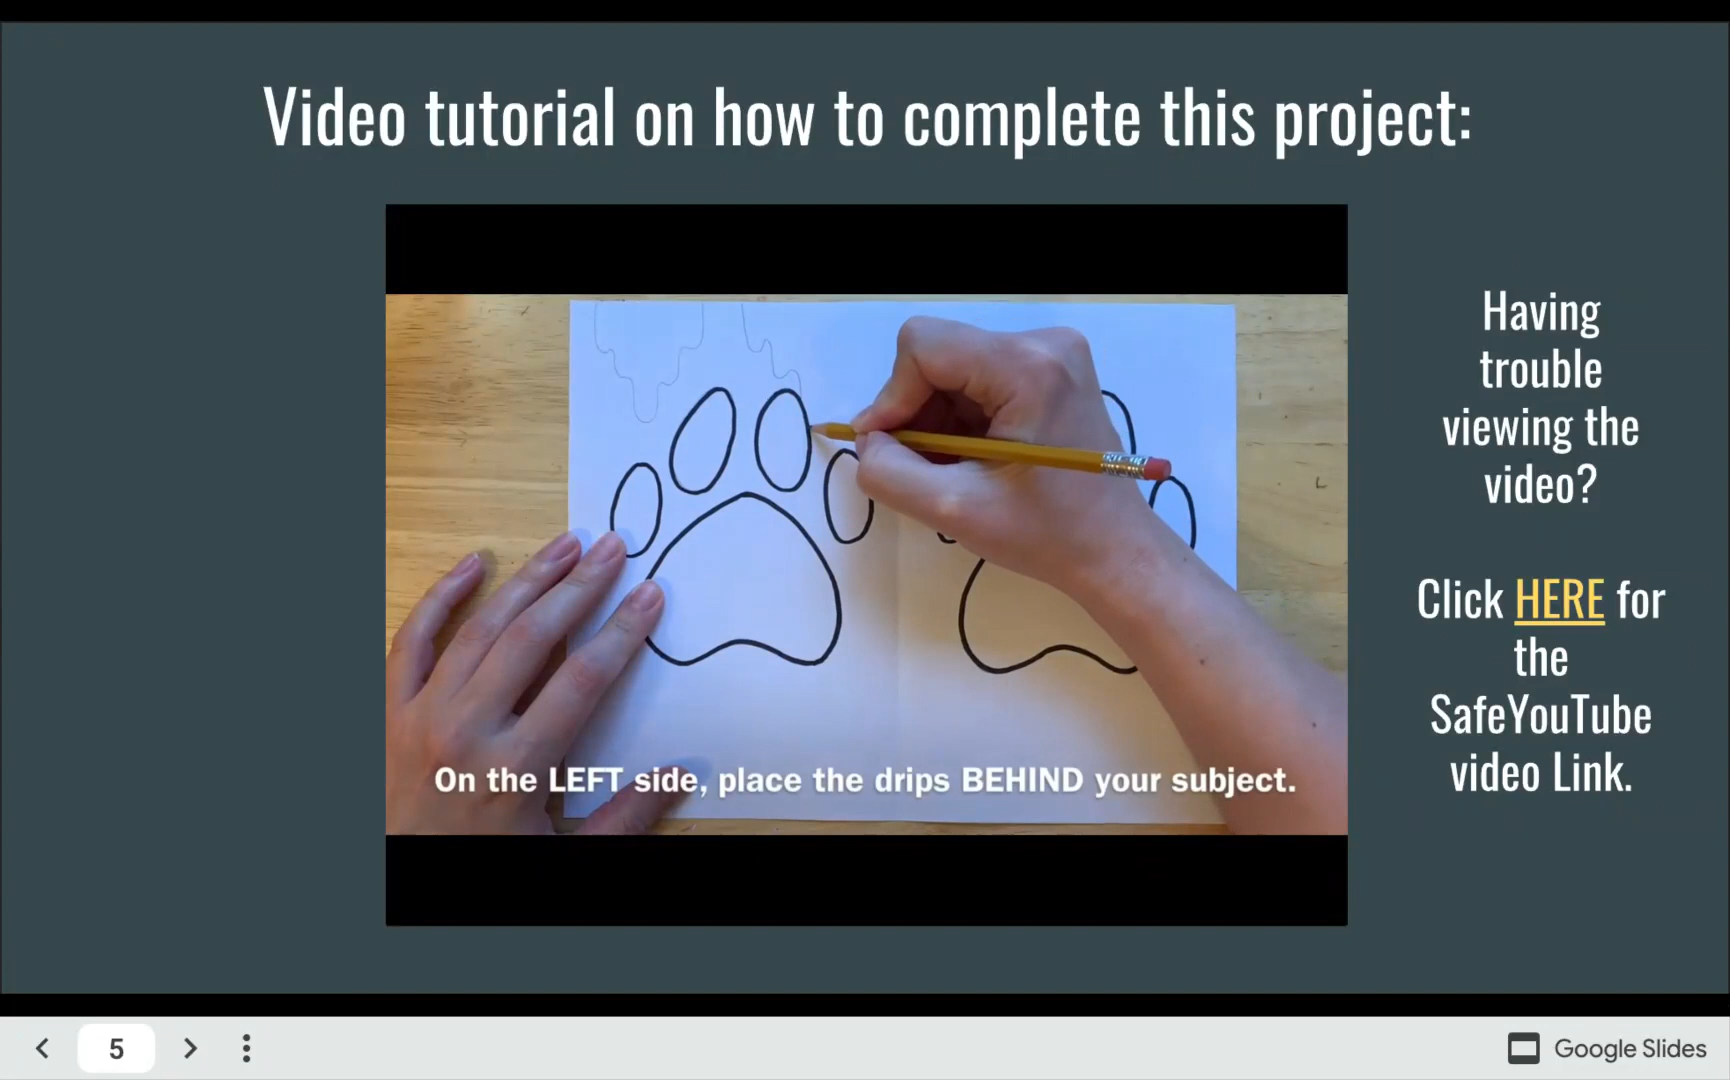 Video tutorial on how to complete this project:
On the LEFT side, place the drips BEHIND your subject.
Having
trouble
viewing the
video?
Click HERE for
the
SafeYouTube
video Link.
5
Google Slides